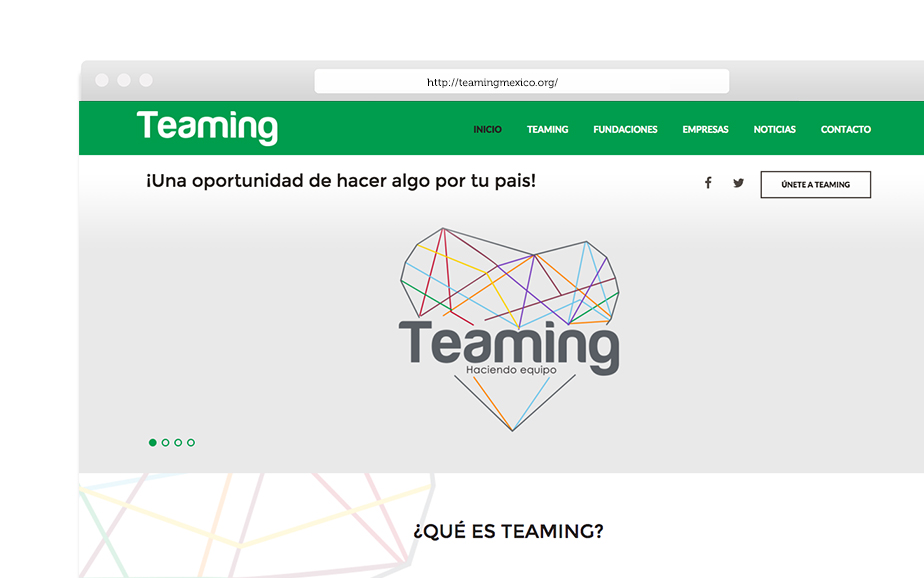 http://teamingmexico.org/
Teaming
INICIO TEAMING FUNDACIONES EMPRESAS NOTICIAS CONTACTO
¡Una oportunidad de hacer algo por tu pais!
ÚNETE A TEAMING
Teaming
Haciendo equipo
¿QUÉ ES TEAMING?